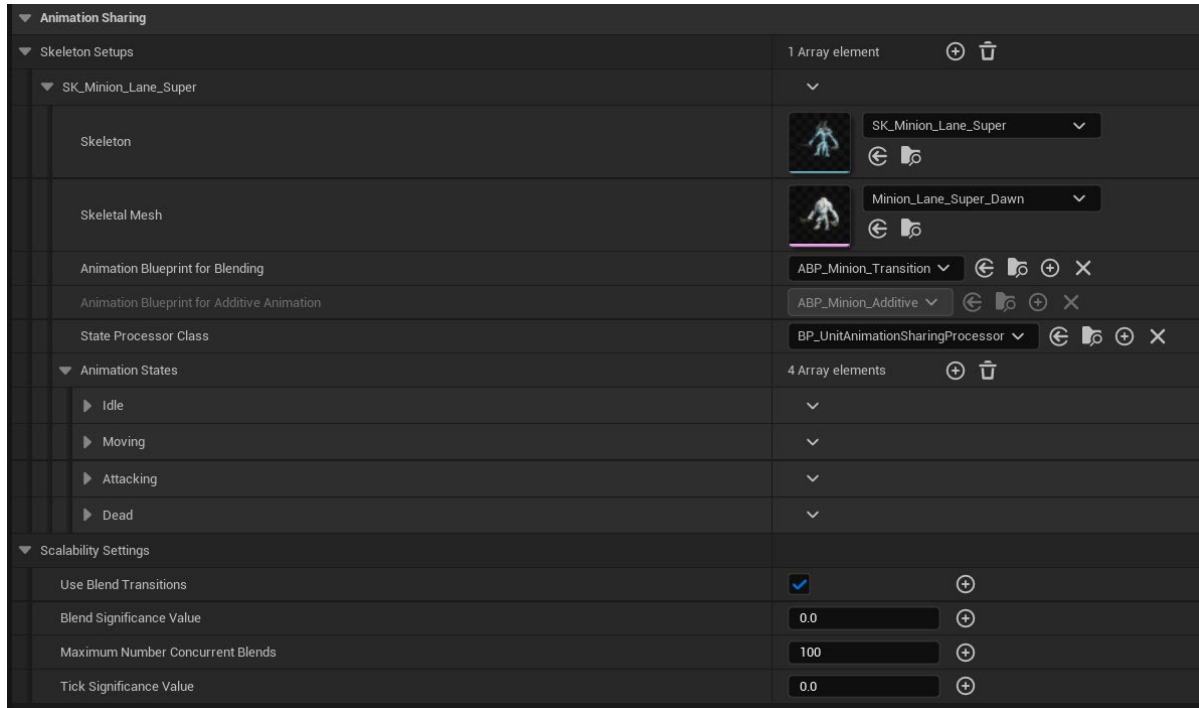 Animation Sharing
Skeleton Setups 1 Array element
SK_Minion_Lane_Super
Skeleton SK_Minion_Lane_Super
Skeletal Mesh Minion_Lane_Super_Dawn
Animation Blueprint for Blending ABP_Minion_Transition
Animation Blueprint for Additive Animation ABP_Minion_Additive
State Processor Class BP_UnitAnimationSharingProcessor
Animation States 4 Array elements
Idle
Moving
Attacking
Dead
Scalability Settings
Use Blend Transitions
Blend Significance Value 0.0
Maximum Number Concurrent Blends 100
Tick Significance Value 0.0